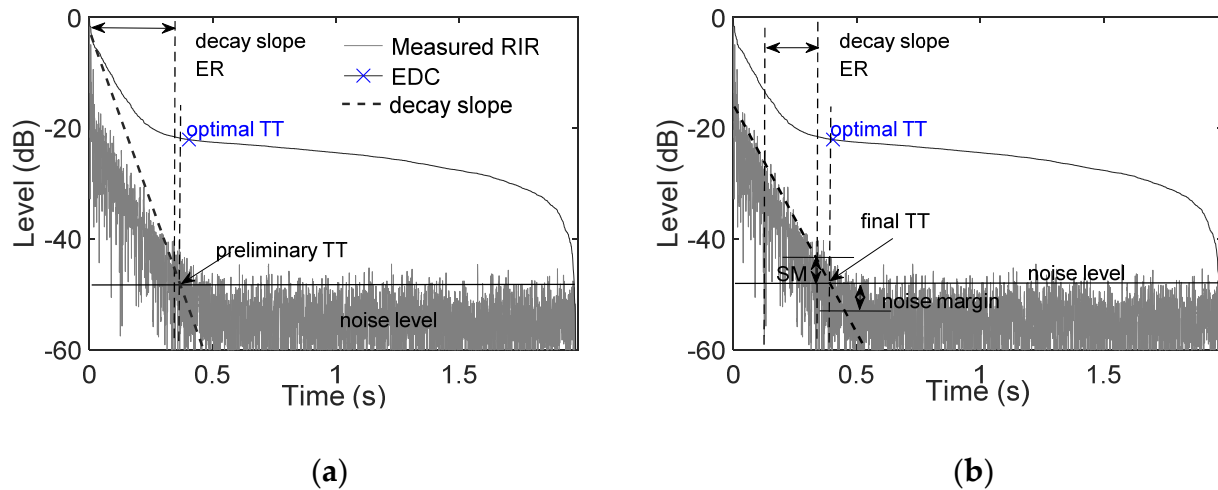 0
-20
-40
-60
Level (dB)
0
0.5
1
1.5
Time (s)
decay slope
ER
Measured RIR
EDC
decay slope
optimal TT
preliminary TT
noise level
(a)
0
-20
-40
-60
Level (dB)
0
0.5
1
1.5
Time (s)
decay slope
ER
optimal TT
final TT
SM
noise level
noise margin
(b)